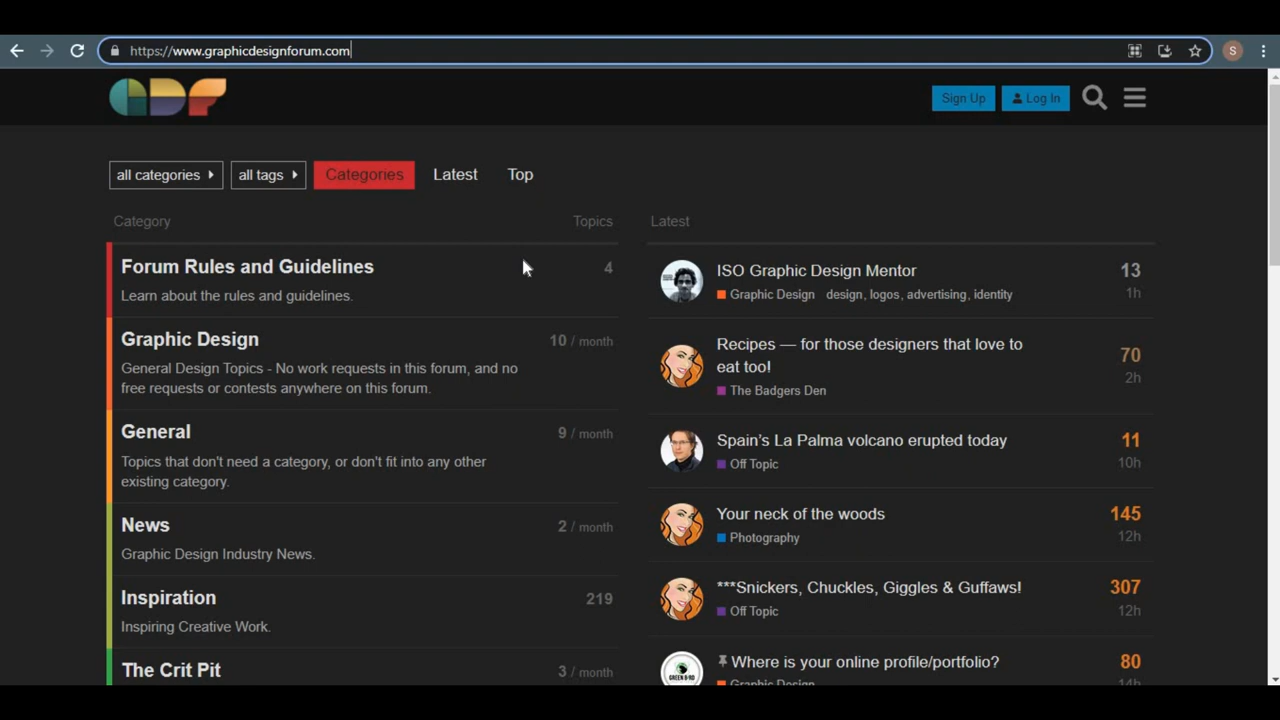 https://www.graphicdesignforum.com
S
GDF
Sign Up
Log In
all categories
all tags
Categories
Latest
Top
Category
Topics
Forum Rules and Guidelines
4
Learn about the rules and guidelines.
Graphic Design
10 / month
General Design Topics - No work requests in this forum, and no
free requests or contests anywhere on this forum.
General
9 / month
Topics that don't need a category, or don't fit into any other
existing category.
News
2 / month
Graphic Design Industry News.
Inspiration
219
Inspiring Creative Work.
The Crit Pit
3 / month
Latest
ISO Graphic Design Mentor
13
Graphic Design design, logos, advertising, identity
1h
Recipes — for those designers that love to
eat too!
70
2h
The Badgers Den
Spain’s La Palma volcano erupted today
11
Off Topic
10h
Your neck of the woods
145
Photography
12h
***Snickers, Chuckles, Giggles & Guffaws!
307
Off Topic
12h
Where is your online profile/portfolio?
80
Graphic Design
14h